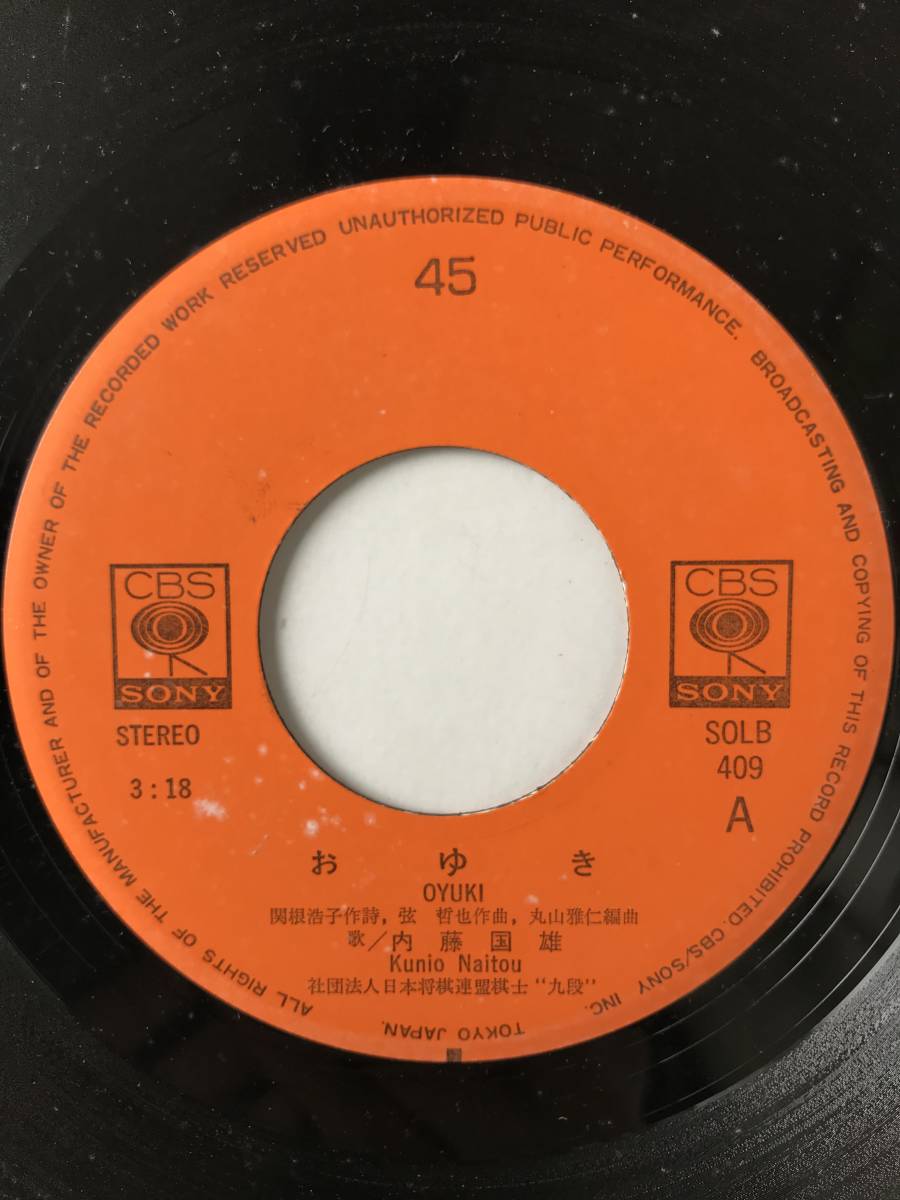 45
ALL RIGHTS OF THE MANUFACTURER AND OF THE OWNER OF THE RECORDED WORK RESERVED UNAUTHORIZED PUBLIC PERFORMANCE. BROADCASTING AND COPYING OF THIS RECORD PROHIBITED. CBS/SONY INC. TOKYO JAPAN.
CBS
SONY
STEREO
3:18
CBS
SONY
SOLB
409
A
おゆき
OYUKI
関根浩子作詩, 弦 哲也作曲, 丸山雅仁編曲
歌/内藤国雄
Kunio Naitou
社団法人日本将棋連盟棋士“九段”